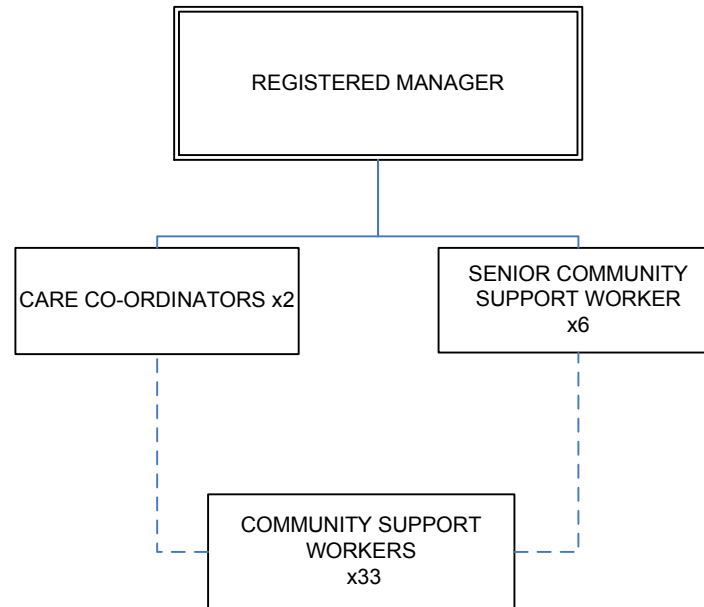 REGISTERED MANAGER
CARE CO-ORDINATORS x2
SENIOR COMMUNITY
SUPPORT WORKER
x6
COMMUNITY SUPPORT
WORKERS
x33